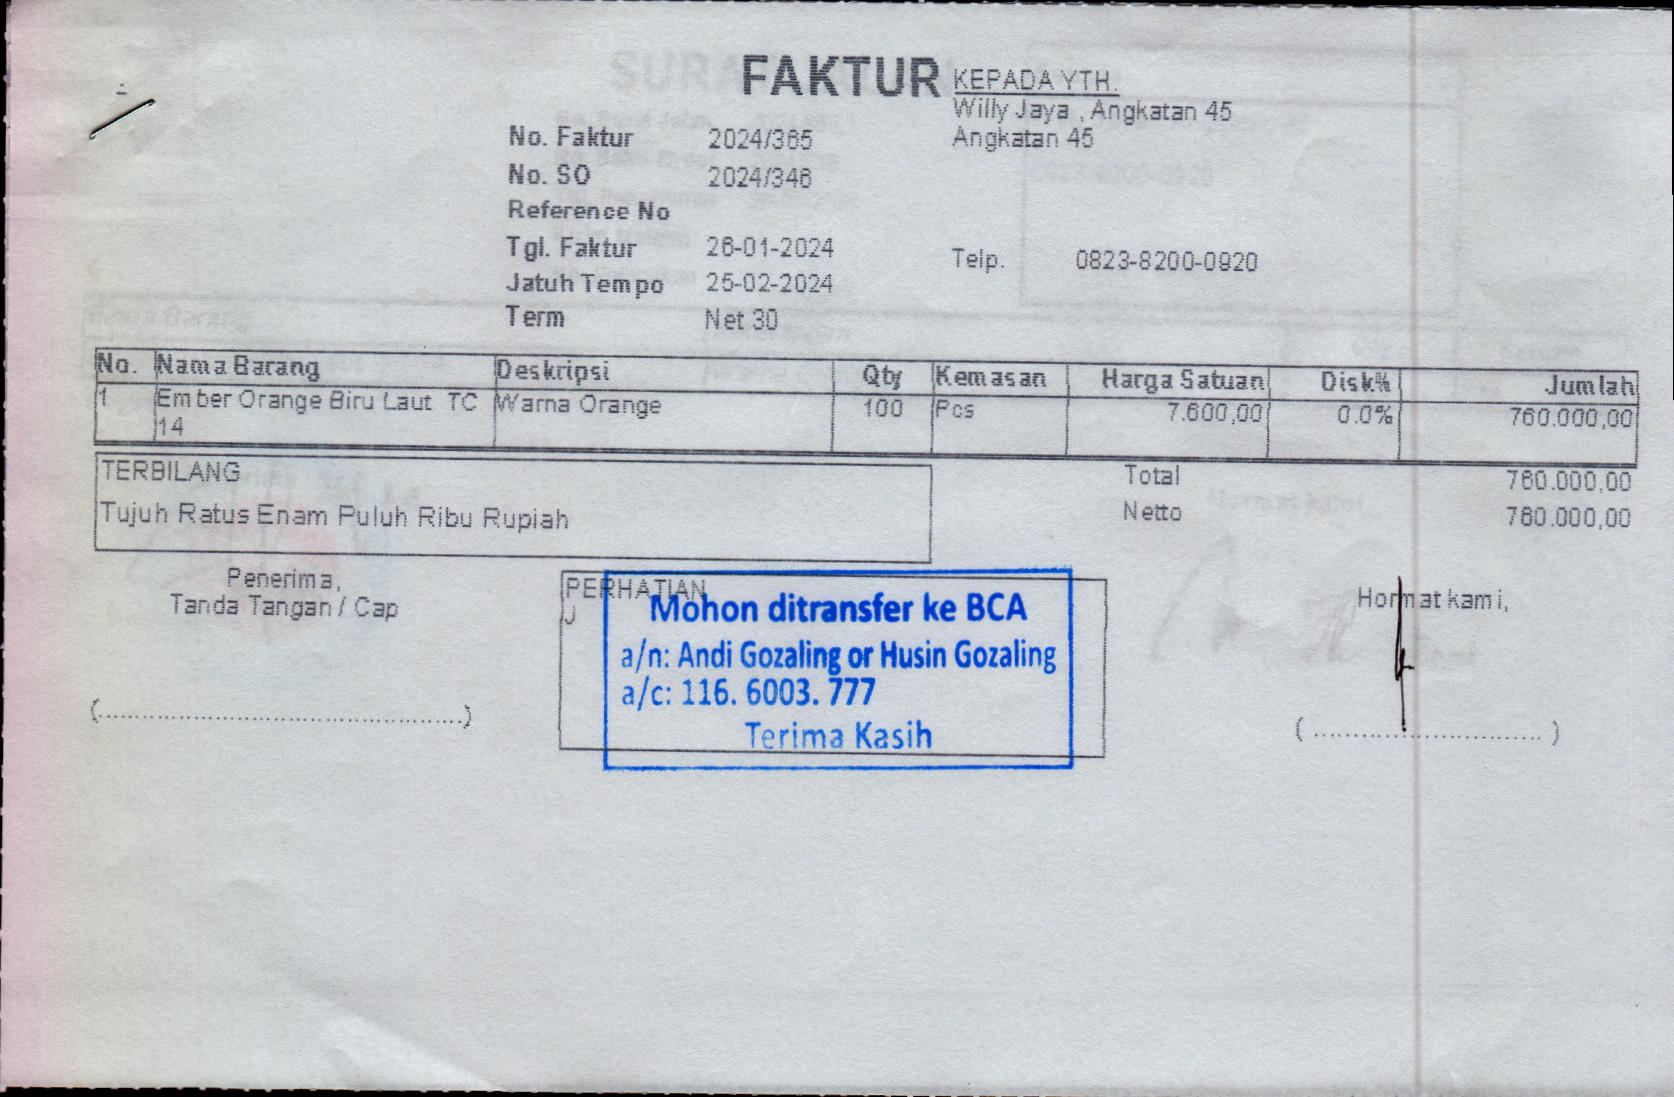 FAKTUR
KEPADA YTH.
Willy Jaya , Angkatan 45
Angkatan 45
No. Faktur 2024/365
No. SO 2024/346
Reference No
Tgl. Faktur 26-01-2024
Telp. 0823-8200-0920
Jatuh Tempo 25-02-2024
Term Net 30
No. Nama Barang Deskripsi Qty Kemasan Harga Satuan Disk% Jumlah
1 Ember Orange Biru Laut TC Warna Orange 100 Pcs 7.600,00 0.0% 760.000,00
14
TERBILANG
Tujuh Ratus Enam Puluh Ribu Rupiah
Total 760.000,00
Netto 760.000,00
Penerima,
Tanda Tangan / Cap
(............................................)
PERHATIAN
J
Mohon ditransfer ke BCA
a/n: Andi Gozaling or Husin Gozaling
a/c: 116. 6003. 777
Terima Kasih
Hormat kami,
( ............................ )